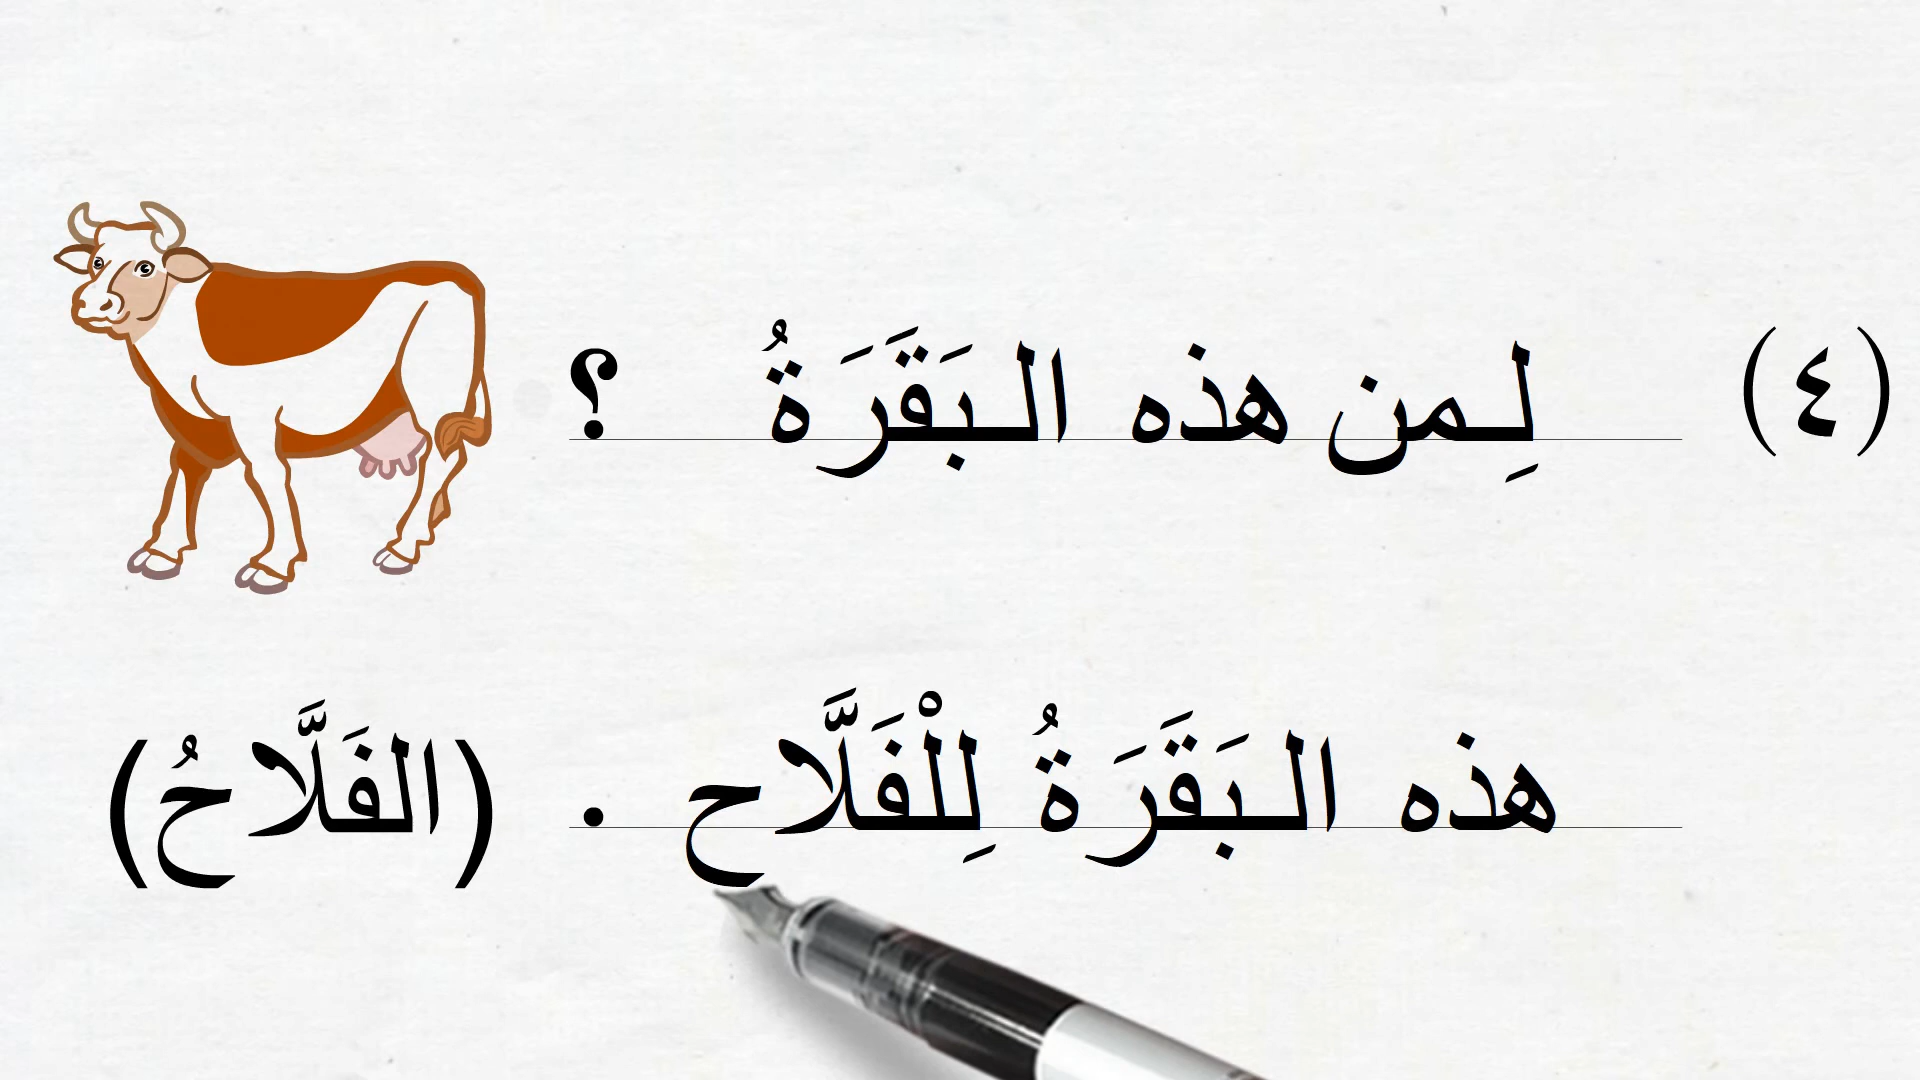 (٤) لِـمن هذه الـبَقَرَةُ ؟
هذه الـبَقَرَةُ لِلْفَلَّاح . (الفَلَّاحُ)